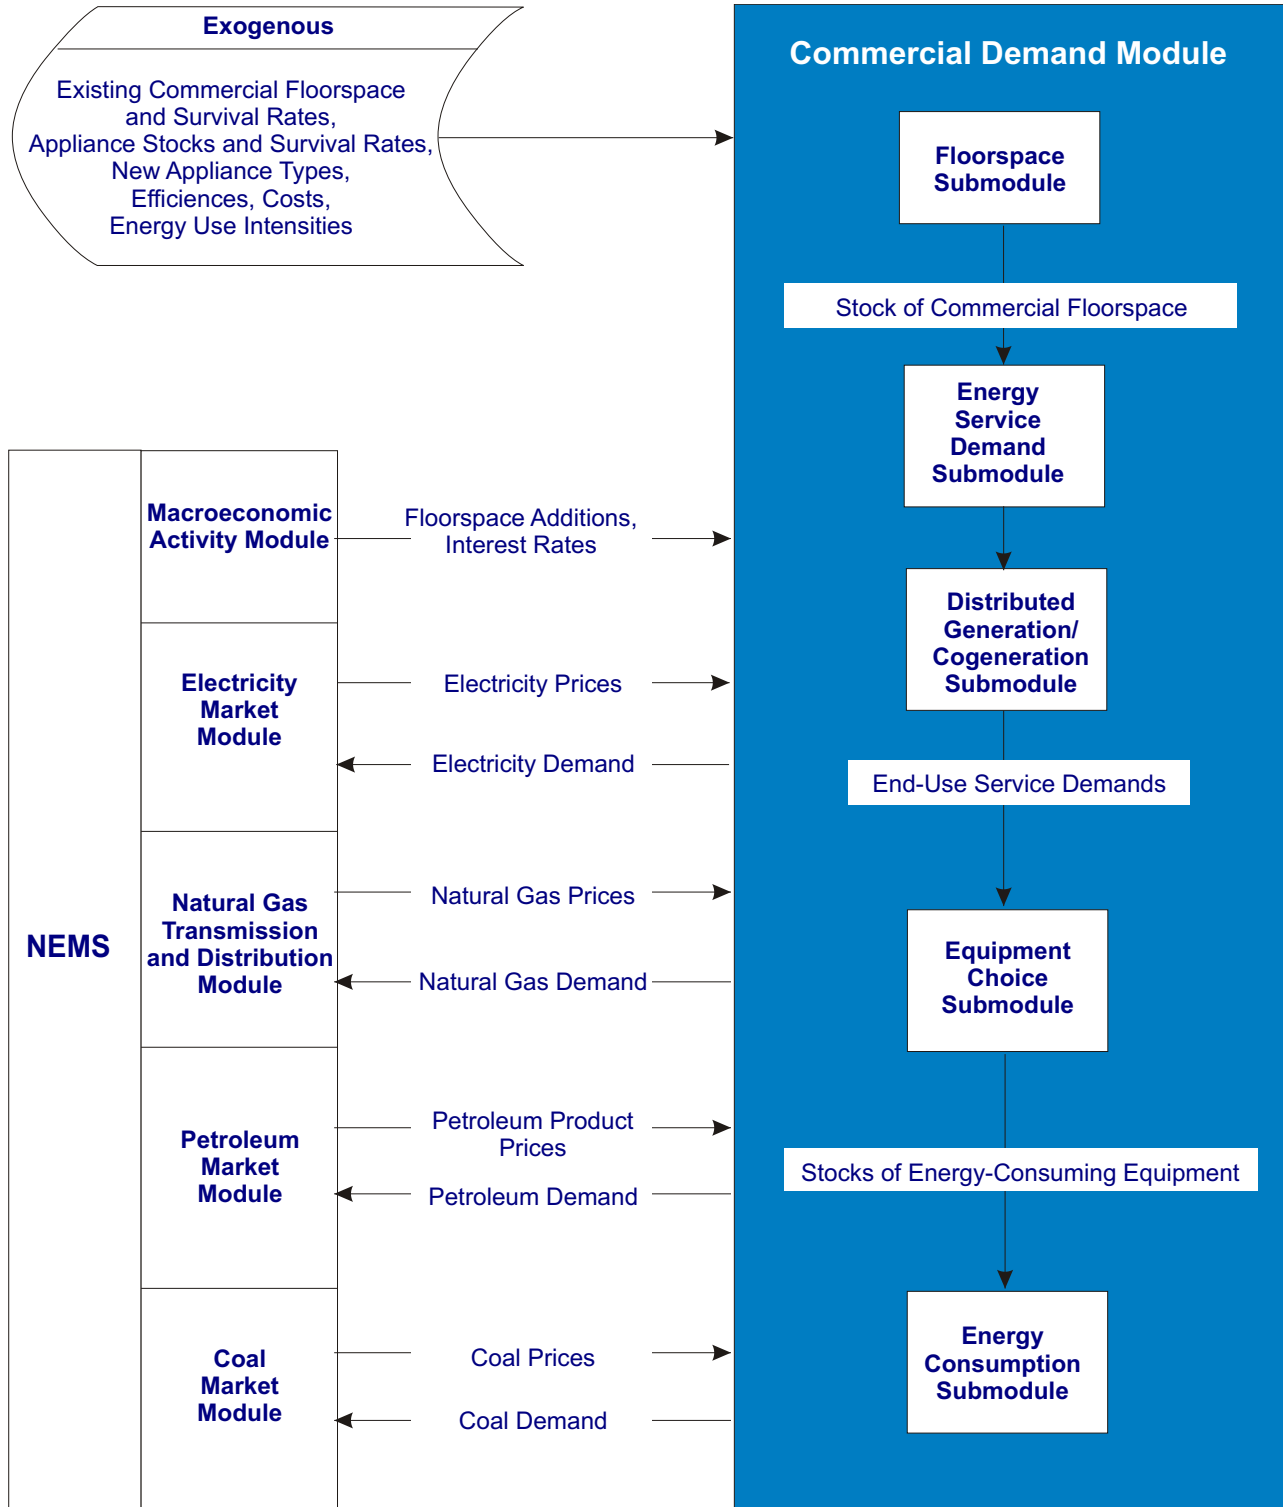 Exogenous
Existing Commercial Floorspace
and Survival Rates,
Appliance Stocks and Survival Rates,
New Appliance Types,
Efficiences, Costs,
Energy Use Intensities
NEMS
Macroeconomic
Activity Module
Floorspace Additions,
Interest Rates
Electricity
Market
Module
Electricity Prices
Electricity Demand
Natural Gas
Transmission
and Distribution
Module
Natural Gas Prices
Natural Gas Demand
Petroleum
Market
Module
Petroleum Product
Prices
Petroleum Demand
Coal
Market
Module
Coal Prices
Coal Demand
Commercial Demand Module
Floorspace
Submodule
Stock of Commercial Floorspace
Energy
Service
Demand
Submodule
Distributed
Generation/
Cogeneration
Submodule
End-Use Service Demands
Equipment
Choice
Submodule
Stocks of Energy-Consuming Equipment
Energy
Consumption
Submodule